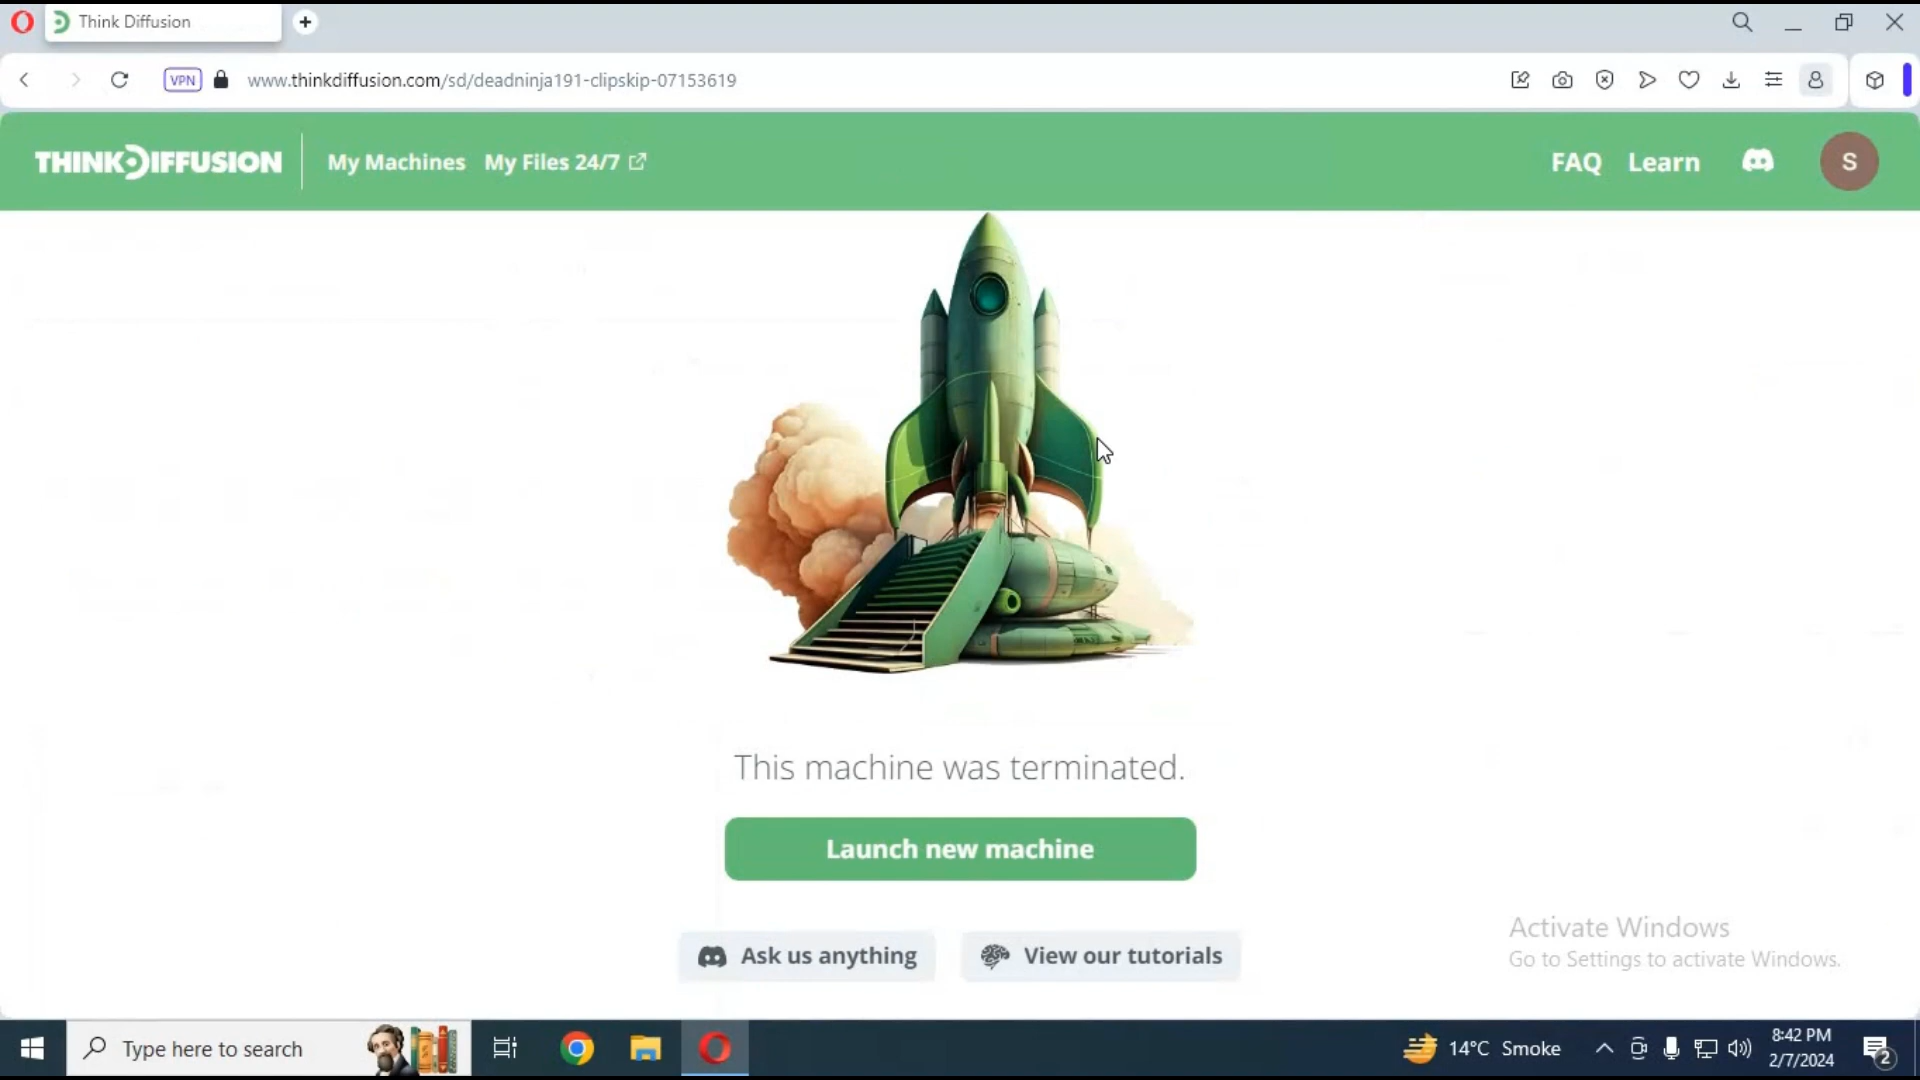 Think Diffusion
VPN www.thinkdiffusion.com/sd/deadninja191-clipskip-07153619
THINKDIFFUSION My Machines My Files 24/7 FAQ Learn S
This machine was terminated.
Launch new machine
Ask us anything View our tutorials
Activate Windows
Go to Settings to activate Windows.
Type here to search 14°C Smoke 8:42 PM
2/7/2024 2